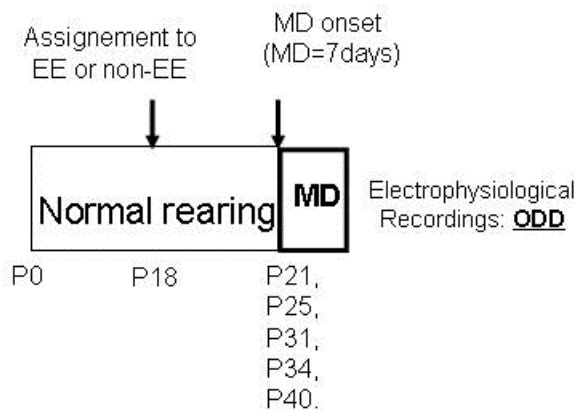 Assignement to
EE or non-EE
MD onset
(MD=7days)
Normal rearing
MD
Electrophysiological
Recordings: ODD
P0
P18
P21,
P25,
P31,
P34,
P40.